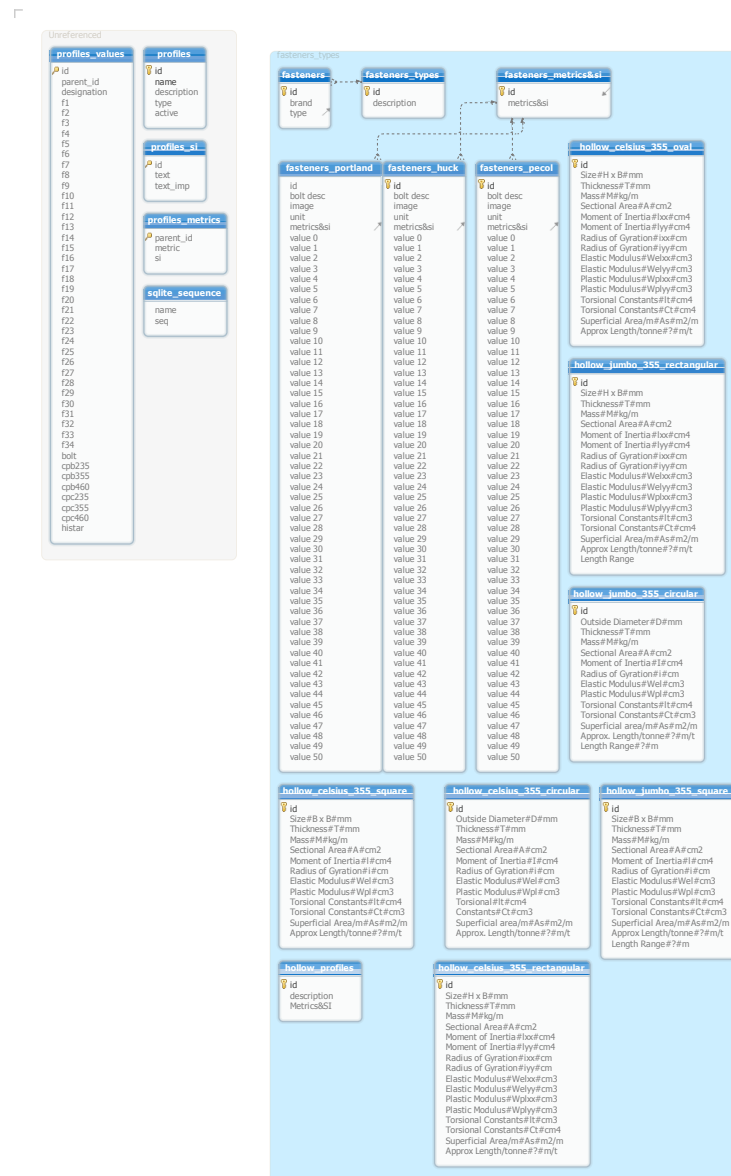 Unreferenced
profiles_values
id
parent_id
designation
f1
f2
f3
f4
f5
f6
f7
f8
f9
f10
f11
f12
f13
f14
f15
f16
f17
f18
f19
f20
f21
f22
f23
f24
f25
f26
f27
f28
f29
f30
f31
f32
f33
f34
bolt
cpb235
cpb355
cpb460
cpc235
cpc355
cpc460
histar
profiles
id
name
description
type
active
profiles_si
id
text
text_imp
profiles_metrics
parent_id
metric
si
sqlite_sequence
name
seq
fasteners_types
fasteners
id
brand
type
fasteners_types
id
description
fasteners_metrics&si
id
metrics&si
fasteners_portland
id
bolt desc
image
unit
metrics&si
value 0
value 1
value 2
value 3
value 4
value 5
value 6
value 7
value 8
value 9
value 10
value 11
value 12
value 13
value 14
value 15
value 16
value 17
value 18
value 19
value 20
value 21
value 22
value 23
value 24
value 25
value 26
value 27
value 28
value 29
value 30
value 31
value 32
value 33
value 34
value 35
value 36
value 37
value 38
value 39
value 40
value 41
value 42
value 43
value 44
value 45
value 46
value 47
value 48
value 49
value 50
fasteners_huck
id
bolt desc
image
unit
metrics&si
value 0
value 1
value 2
value 3
value 4
value 5
value 6
value 7
value 8
value 9
value 10
value 11
value 12
value 13
value 14
value 15
value 16
value 17
value 18
value 19
value 20
value 21
value 22
value 23
value 24
value 25
value 26
value 27
value 28
value 29
value 30
value 31
value 32
value 33
value 34
value 35
value 36
value 37
value 38
value 39
value 40
value 41
value 42
value 43
value 44
value 45
value 46
value 47
value 48
value 49
value 50
fasteners_pecol
id
bolt desc
image
unit
metrics&si
value 0
value 1
value 2
value 3
value 4
value 5
value 6
value 7
value 8
value 9
value 10
value 11
value 12
value 13
value 14
value 15
value 16
value 17
value 18
value 19
value 20
value 21
value 22
value 23
value 24
value 25
value 26
value 27
value 28
value 29
value 30
value 31
value 32
value 33
value 34
value 35
value 36
value 37
value 38
value 39
value 40
value 41
value 42
value 43
value 44
value 45
value 46
value 47
value 48
value 49
value 50
hollow_celsius_355_oval
id
Size#H x B#mm
Thickness#T#mm
Mass#M#kg/m
Sectional Area#A#cm2
Moment of Inertia#Ixx#cm4
Moment of Inertia#Iyy#cm4
Radius of Gyration#ixx#cm
Radius of Gyration#iyy#cm
Elastic Modulus#Welxx#cm3
Elastic Modulus#Welyy#cm3
Plastic Modulus#Wplxx#cm3
Plastic Modulus#Wplyy#cm3
Torsional Constants#It#cm4
Torsional Constants#Ct#cm4
Superficial Area/m#As#m2/m
Approx Length/tonne#?#m/t
hollow_jumbo_355_rectangular
id
Size#H x B#mm
Thickness#T#mm
Mass#M#kg/m
Sectional Area#A#cm2
Moment of Inertia#Ixx#cm4
Moment of Inertia#Iyy#cm4
Radius of Gyration#ixx#cm
Radius of Gyration#iyy#cm
Elastic Modulus#Welxx#cm3
Elastic Modulus#Welyy#cm3
Plastic Modulus#Wplxx#cm3
Plastic Modulus#Wplyy#cm3
Torsional Constants#It#cm3
Torsional Constants#Ct#cm4
Superficial Area/m#As#m2/m
Approx Length/tonne#?#m/t
Length Range
hollow_jumbo_355_circular
id
Outside Diameter#D#mm
Thickness#T#mm
Mass#M#kg/m
Sectional Area#A#cm2
Moment of Inertia#I#cm4
Radius of Gyration#i#cm
Elastic Modulus#Wel#cm3
Plastic Modulus#Wpl#cm3
Torsional Constants#It#cm4
Torsional Constants#Ct#cm3
Superficial area/m#As#m2/m
Approx. Length/tonne#?#m/t
Length Range#?#m
hollow_celsius_355_square
id
Size#B x B#mm
Thickness#T#mm
Mass#M#kg/m
Sectional Area#A#cm2
Moment of Inertia#I#cm4
Radius of Gyration#i#cm
Elastic Modulus#Wel#cm3
Plastic Modulus#Wpl#cm3
Torsional Constants#It#cm4
Torsional Constants#Ct#cm3
Superficial Area/m#As#m2/m
Approx Length/tonne#?#m/t
hollow_celsius_355_circular
id
Outside Diameter#D#mm
Thickness#T#mm
Mass#M#kg/m
Sectional Area#A#cm2
Moment of Inertia#I#cm4
Radius of Gyration#i#cm
Elastic Modulus#Wel#cm3
Plastic Modulus#Wpl#cm3
Torsional#It#cm4
Constants#Ct#cm3
Superficial area/m#As#m2/m
Approx. Length/tonne#?#m/t
hollow_jumbo_355_square
id
Size#B x B#mm
Thickness#T#mm
Mass#M#kg/m
Sectional Area#A#cm2
Moment of Inertia#I#cm4
Radius of Gyration#i#cm
Elastic Modulus#Wel#cm3
Plastic Modulus#Wpl#cm3
Torsional Constants#It#cm4
Torsional Constants#Ct#cm3
Superficial Area/m#As#m2/m
Approx Length/tonne#?#m/t
Length Range#?#m
hollow_profiles
id
description
Metrics&SI
hollow_celsius_355_rectangular
id
Size#H x B#mm
Thickness#T#mm
Mass#M#kg/m
Sectional Area#A#cm2
Moment of Inertia#Ixx#cm4
Moment of Inertia#Iyy#cm4
Radius of Gyration#ixx#cm
Radius of Gyration#iyy#cm
Elastic Modulus#Welxx#cm3
Elastic Modulus#Welyy#cm3
Plastic Modulus#Wplxx#cm3
Plastic Modulus#Wplyy#cm3
Torsional Constants#It#cm3
Torsional Constants#Ct#cm4
Superficial Area/m#As#m2/m
Approx Length/tonne#?#m/t